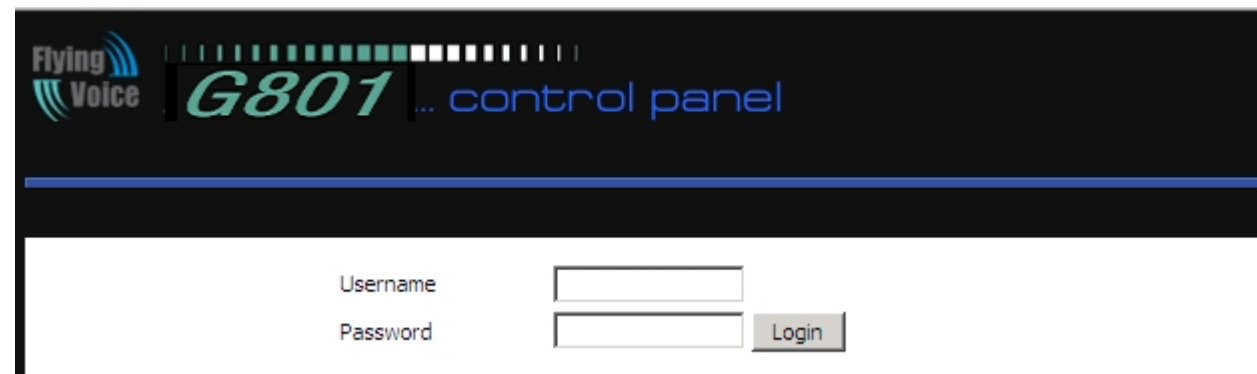 Flying
Voice
G801 ... control panel
Username
Password
Login